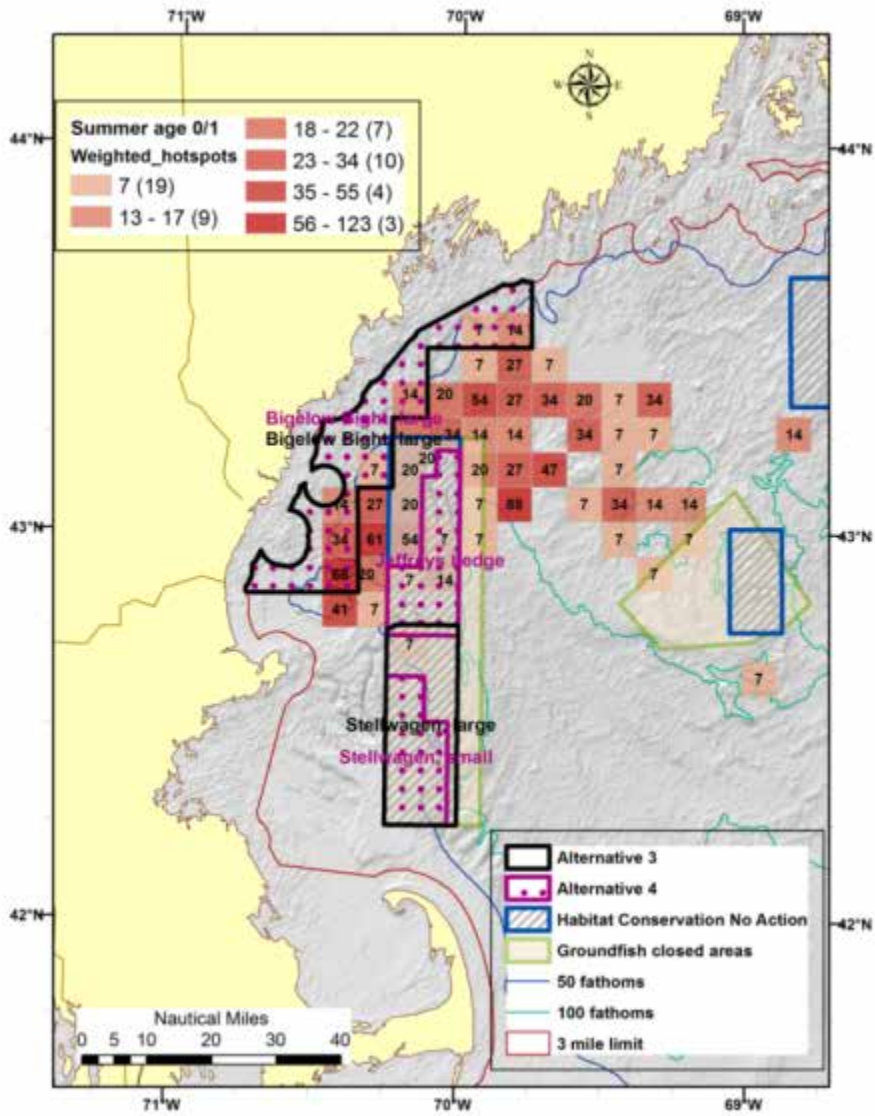 71°W 70°W 69°W
N
W E
S
Summer age 0/1
Weighted_hotspots
7 (19)
13 - 17 (9)
18 - 22 (7)
23 - 34 (10)
35 - 55 (4)
56 - 123 (3)
44°N 44°N
7 14
7 27 7
14 20 54 27 34 20 7 34
Bigelow Bight, large
34 14 14 34 7 7 14
Bigelow Bight, large
20
7 20 20 27 47 7
14 27 20 7 88 7 34 14 14
43°N 43°N
34 61 54 7 7 7 7
Jeffreys Ledge
68 20 7 14 7
41 7
7
7
Stellwagen, large
Stellwagen, small
Alternative 3
Alternative 4
Habitat Conservation No Action
Groundfish closed areas
50 fathoms
100 fathoms
3 mile limit
42°N 42°N
Nautical Miles
0 5 10 20 30 40
71°W 70°W 69°W